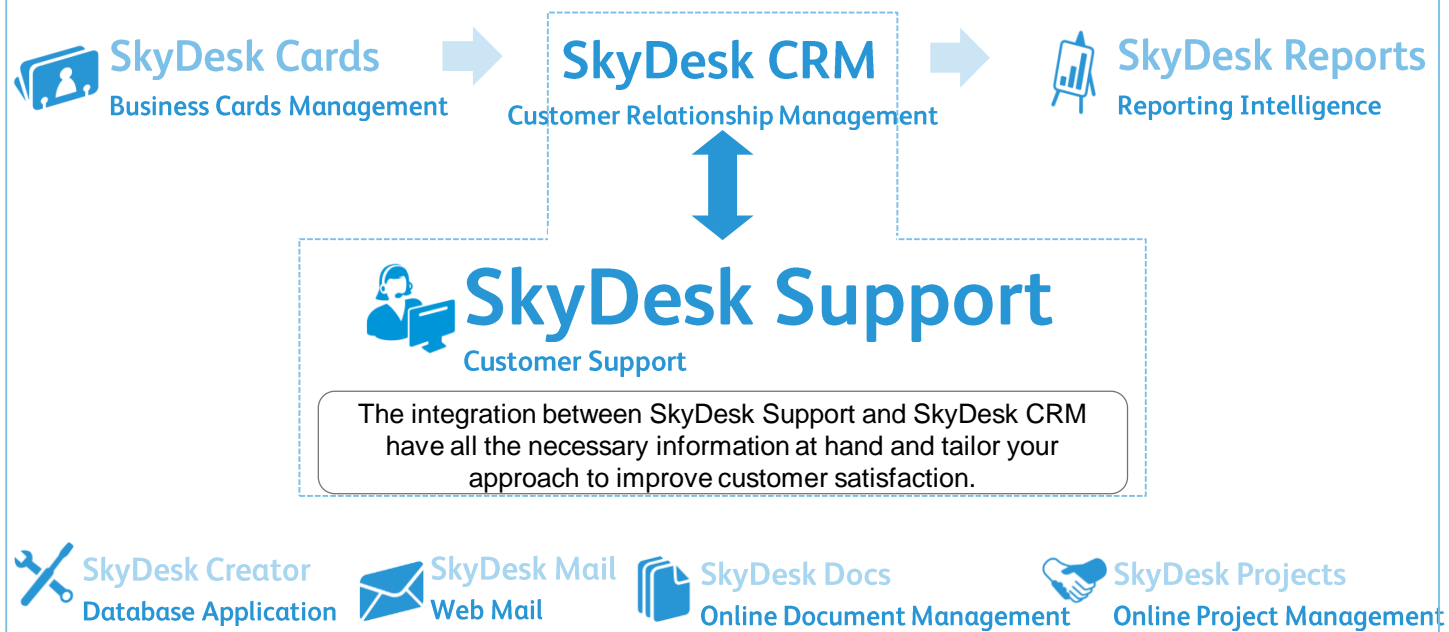 SkyDesk Cards
Business Cards Management
SkyDesk CRM
Customer Relationship Management
SkyDesk Reports
Reporting Intelligence
SkyDesk Support
Customer Support
The integration between SkyDesk Support and SkyDesk CRM
have all the necessary information at hand and tailor your
approach to improve customer satisfaction.
SkyDesk Creator
Database Application
SkyDesk Mail
Web Mail
SkyDesk Docs
Online Document Management
SkyDesk Projects
Online Project Management